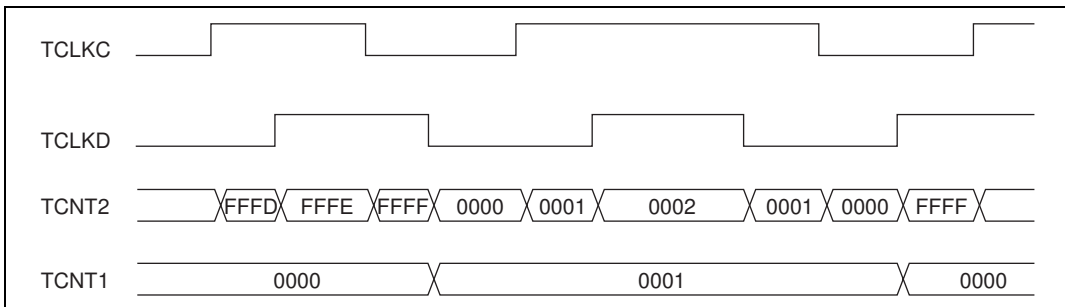 TCLKC
TCLKD
TCNT2 FFFD FFFE FFFF 0000 0001 0002 0001 0000 FFFF
TCNT1 0000 0001 0000